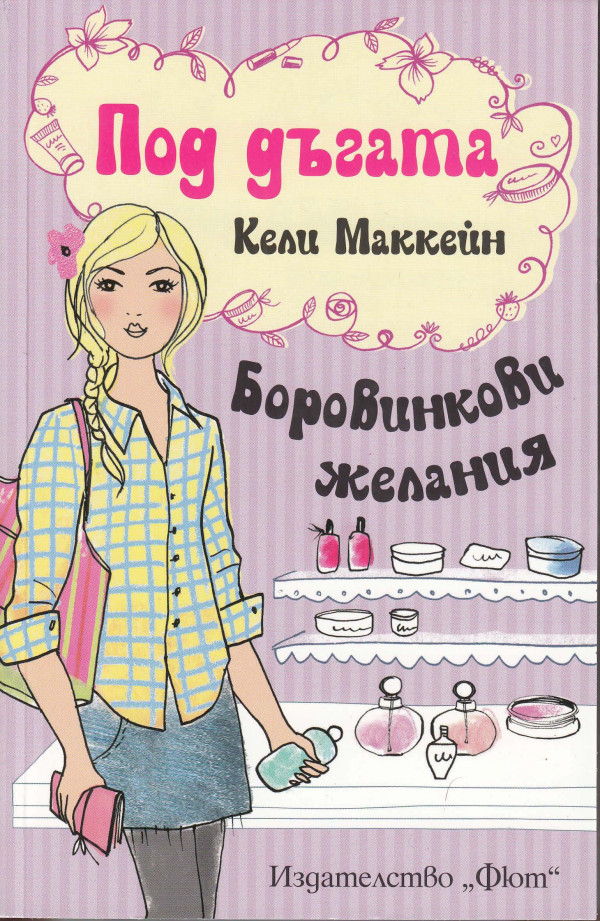 Под дъгата
Кели Маккейн
Боровинкови
желания
Издателство „Фют“